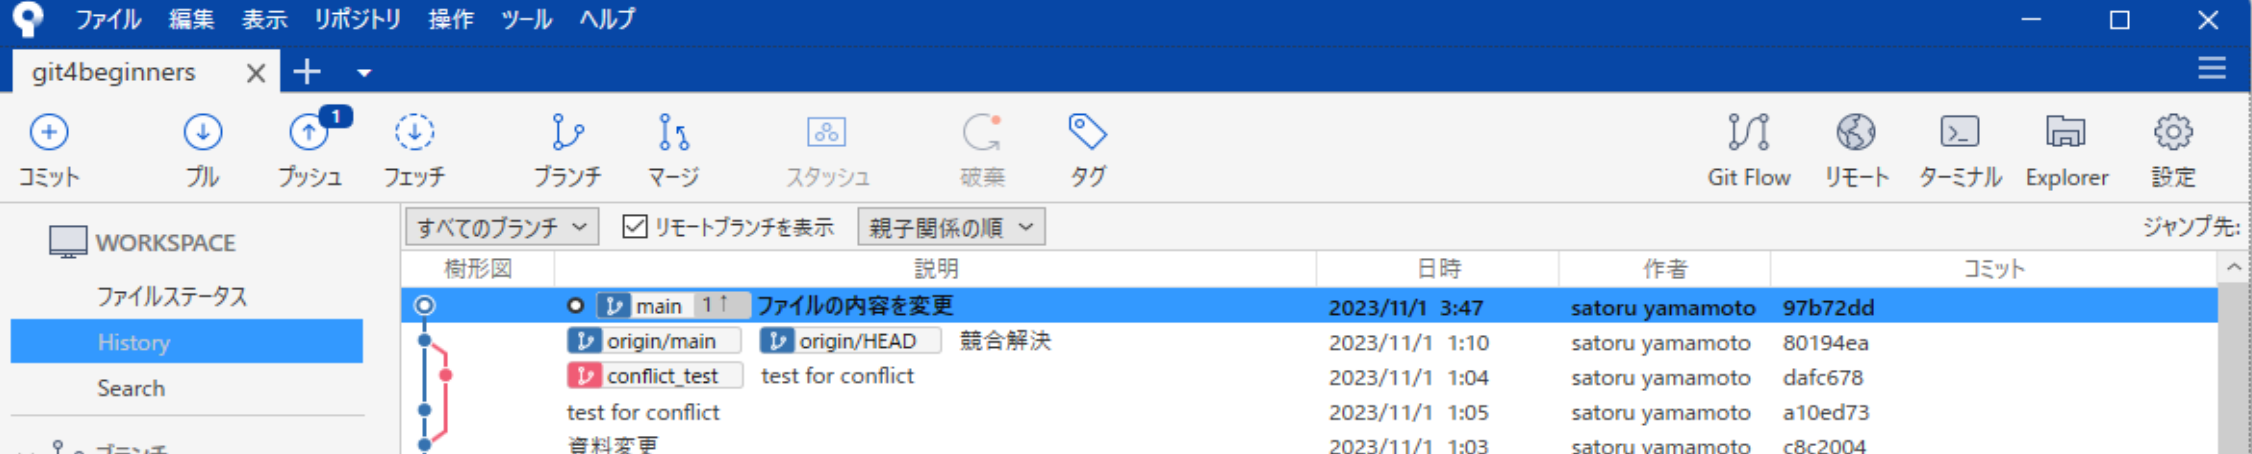 ファイル 編集 表示 リポジトリ 操作 ツール ヘルプ
git4beginners
1
コミット プル プッシュ フェッチ ブランチ マージ スタッシュ 破棄 タグ Git Flow リモート ターミナル Explorer 設定
WORKSPACE
ファイルステータス
History
Search
ブランチ
すべてのブランチ リモートブランチを表示 親子関係の順 ジャンプ先:
樹形図 説明 日時 作者 コミット
main 1↑ ファイルの内容を変更 2023/11/1 3:47 satoru yamamoto 97b72dd
origin/main origin/HEAD 競合解決 2023/11/1 1:10 satoru yamamoto 80194ea
conflict_test test for conflict 2023/11/1 1:04 satoru yamamoto dafc678
test for conflict 2023/11/1 1:05 satoru yamamoto a10ed73
資料変更 2023/11/1 1:03 satoru yamamoto c8c2004